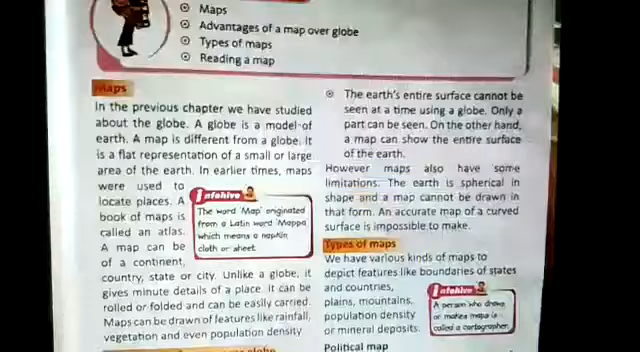 Maps
Advantages of a map over globe
Types of maps
Reading a map
Maps
In the previous chapter we have studied
about the globe. A globe is a model of
earth. A map is different from a globe. It
is a flat representation of a small or large
area of the earth. In earlier times, maps
were used to
locate places. A
book of maps is
called an atlas.
A map can be
of a continent,
country, state or city. Unlike a globe, it
gives minute details of a place. It can be
rolled or folded and can be easily carried.
Maps can be drawn of features like rainfall,
vegetation and even population density
Infohive
The word 'Map' originated
from a Latin word 'Mappa'
which means a napkin
cloth or sheet.
globe
The earth's entire surface cannot be
seen at a time using a globe. Only a
part can be seen. On the other hand,
a map can show the entire surface
of the earth.
However maps also have some
limitations. The earth is spherical in
shape and a map cannot be drawn in
that form. An accurate map of a curved
surface is impossible to make.
Types of maps
We have various kinds of maps to
depict features like boundaries of states
and countries,
plains, mountains,
population density
or mineral deposits.
Infohive
A person who draws
or makes maps is
called a cartographer.
Political map